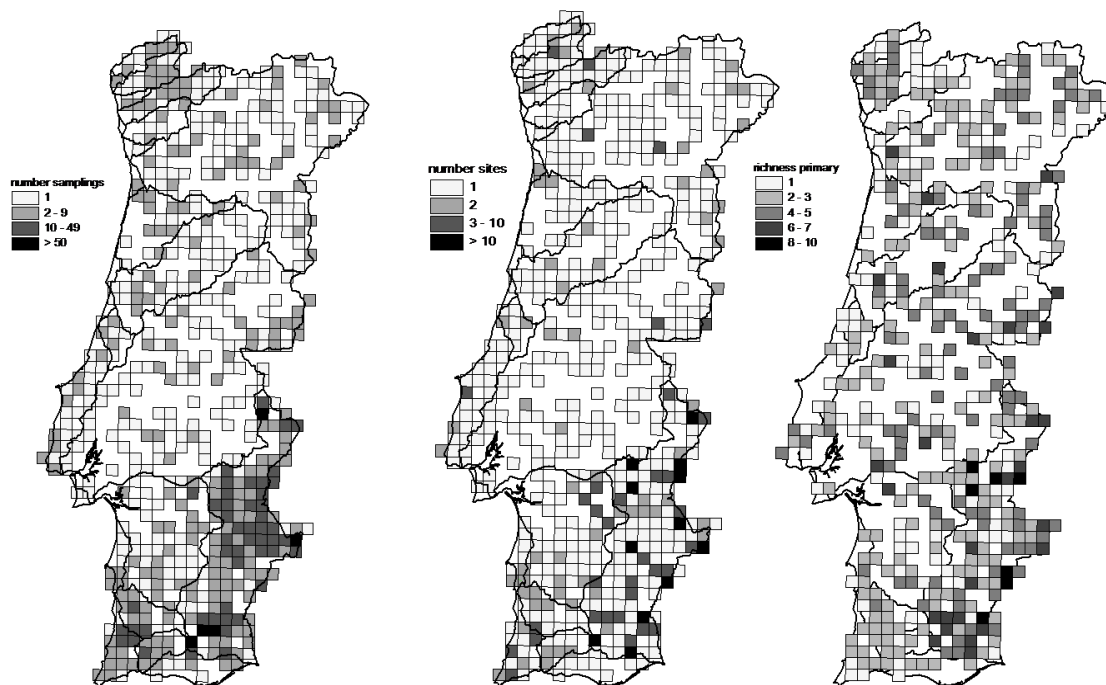 number samplings
1
2 - 9
10 - 49
> 50
number sites
1
2
3 - 10
> 10
richness primary
1
2 - 3
4 - 5
6 - 7
8 - 10